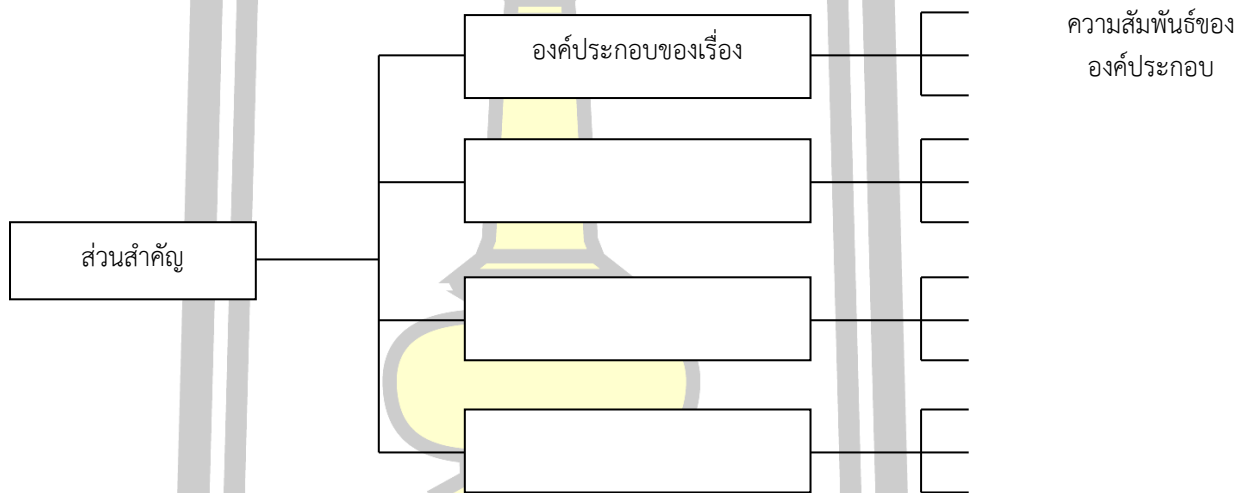 องค์ประกอบของเรื่อง
ความสัมพันธ์ของ
องค์ประกอบ
ส่วนสำคัญ